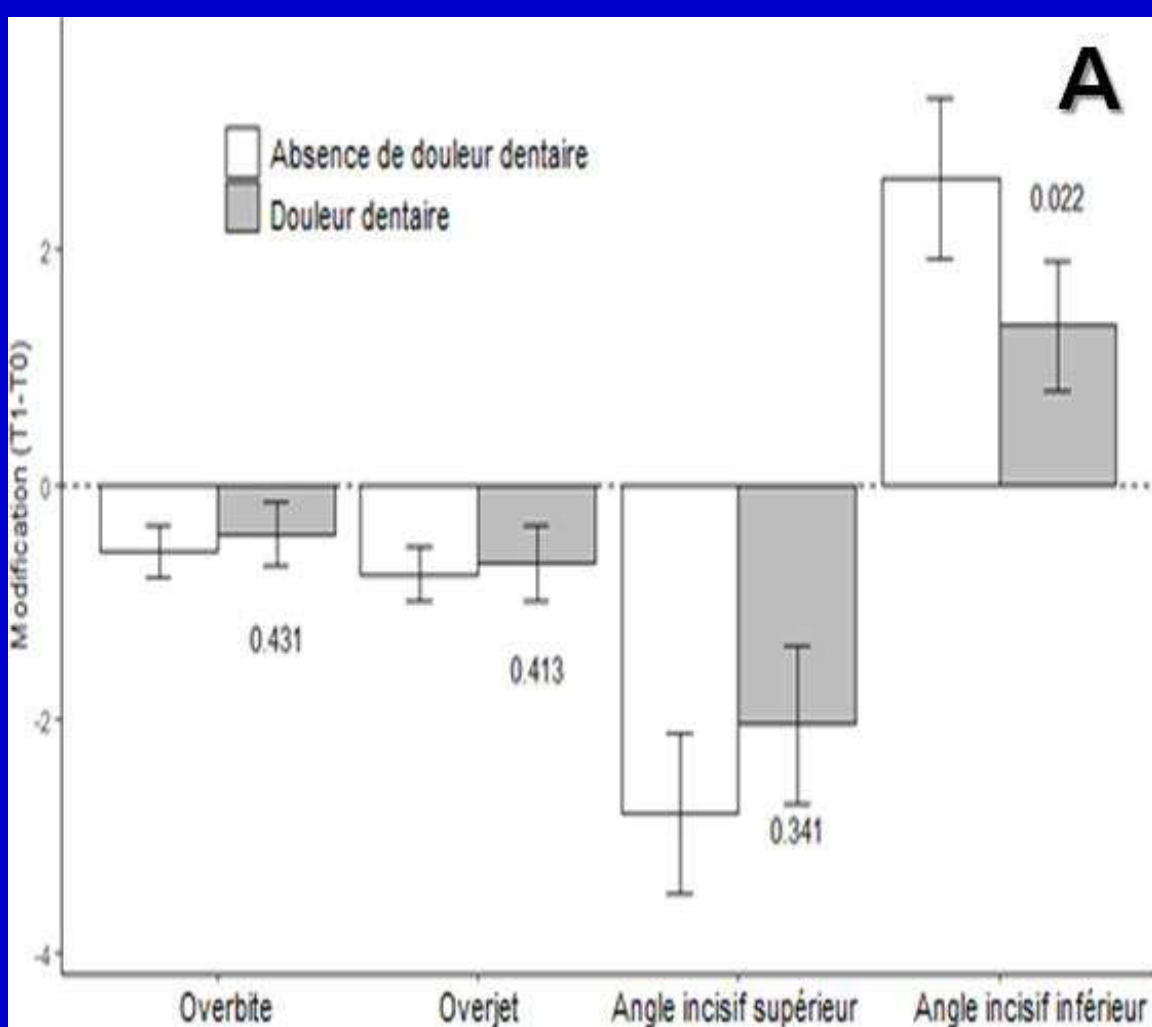 A
Absence de douleur dentaire
Douleur dentaire
Modification (T1-T0)
2
0
-2
-4
0.431
0.413
0.341
0.022
Overbite
Overjet
Angle incisif supérieur
Angle incisif inférieur